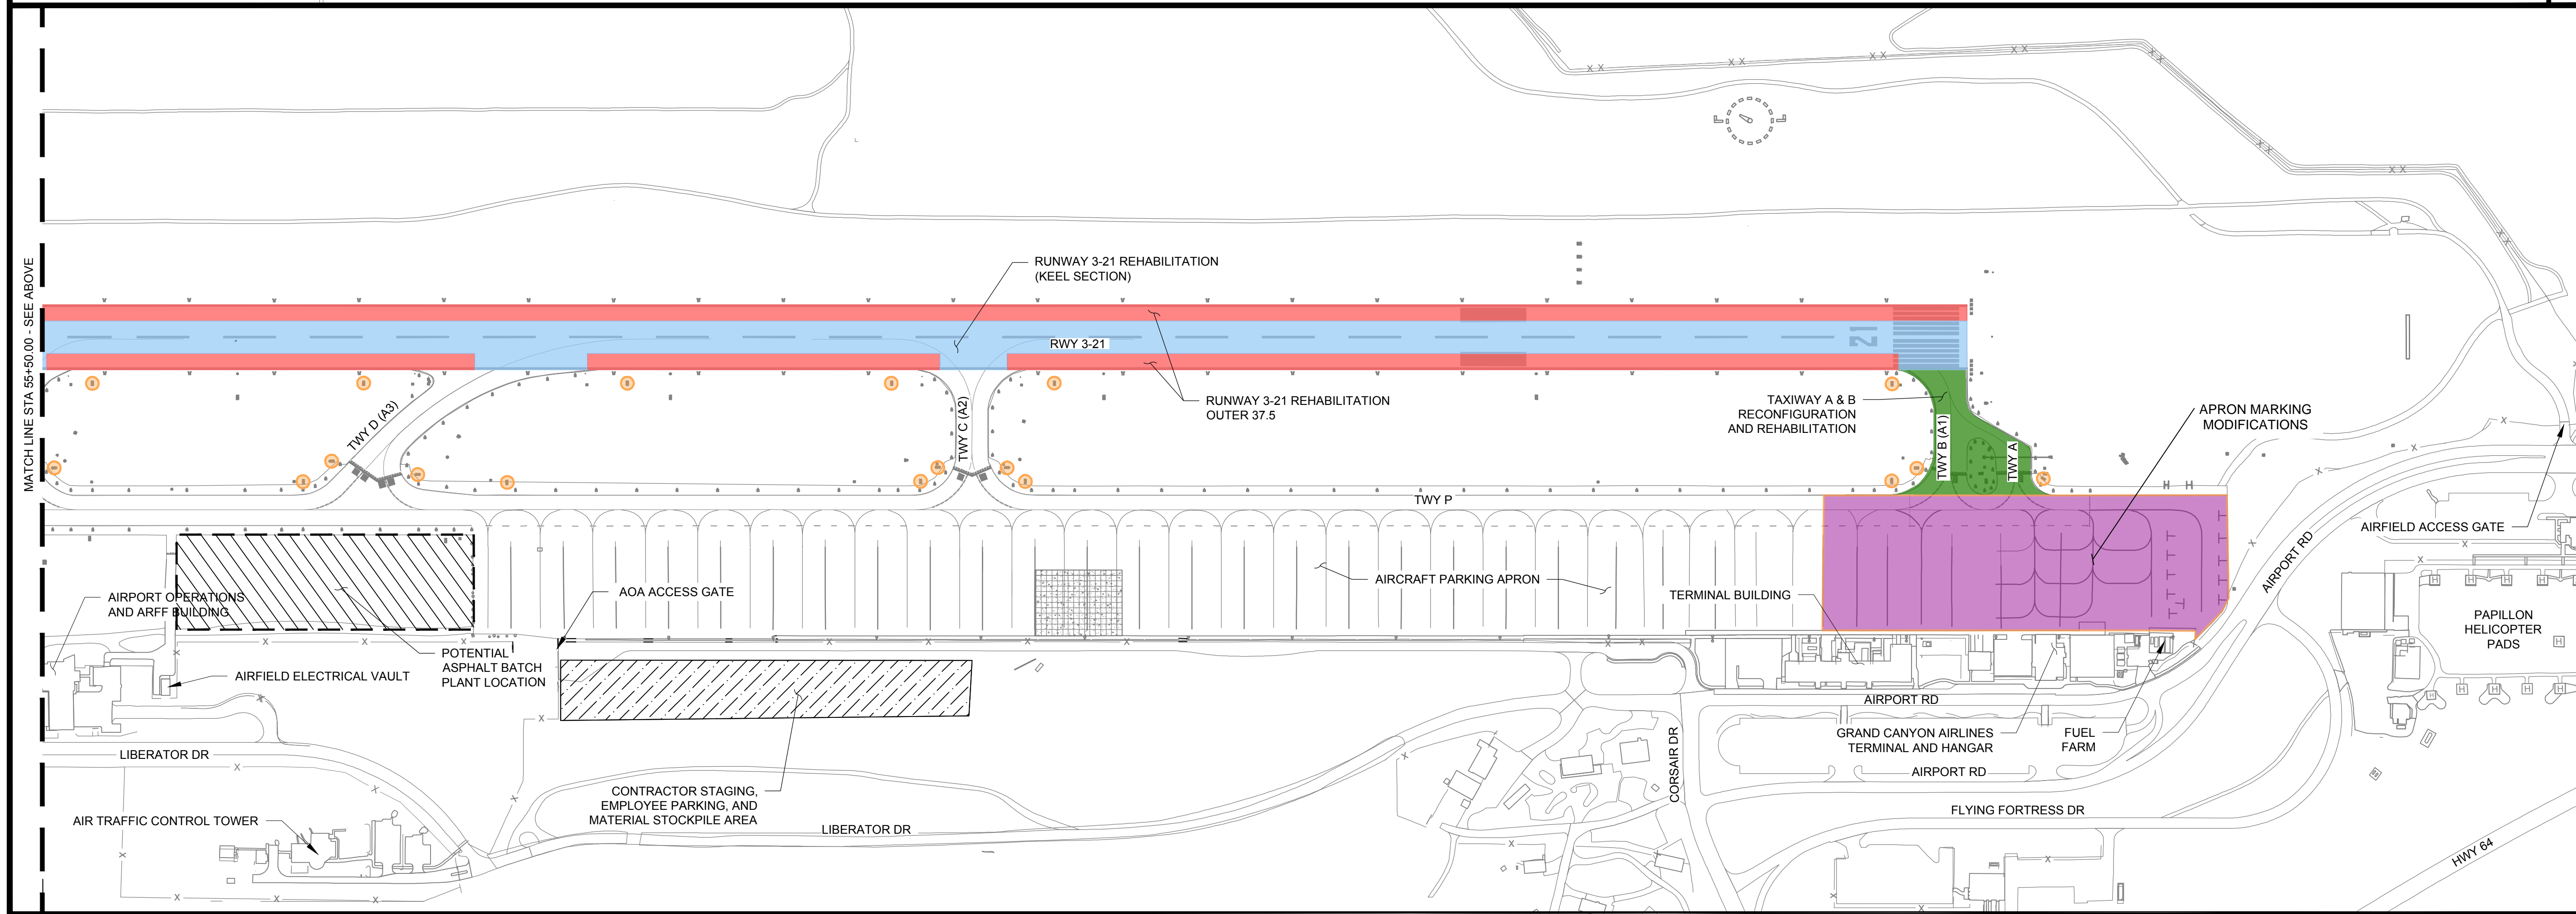 MATCH LINE STA 55+50.00 - SEE ABOVE
RUNWAY 3-21 REHABILITATION
(KEEL SECTION)
RWY 3-21
21
RUNWAY 3-21 REHABILITATION
OUTER 37.5
TWY D (A3)
TWY C (A2)
TAXIWAY A & B
RECONFIGURATION
AND REHABILITATION
TWY B (A1)
TWY A
APRON MARKING
MODIFICATIONS
TWY P
H H
AIRFIELD ACCESS GATE
AIRPORT RD
AIRPORT OPERATIONS
AND ARFF BUILDING
AOA ACCESS GATE
AIRCRAFT PARKING APRON
TERMINAL BUILDING
PAPILLON
HELICOPTER
PADS
POTENTIAL
ASPHALT BATCH
PLANT LOCATION
AIRFIELD ELECTRICAL VAULT
AIRPORT RD
GRAND CANYON AIRLINES
TERMINAL AND HANGAR
FUEL
FARM
AIRPORT RD
LIBERATOR DR
CORSAIR DR
CONTRACTOR STAGING,
EMPLOYEE PARKING, AND
MATERIAL STOCKPILE AREA
FLYING FORTRESS DR
AIR TRAFFIC CONTROL TOWER
LIBERATOR DR
HWY 64